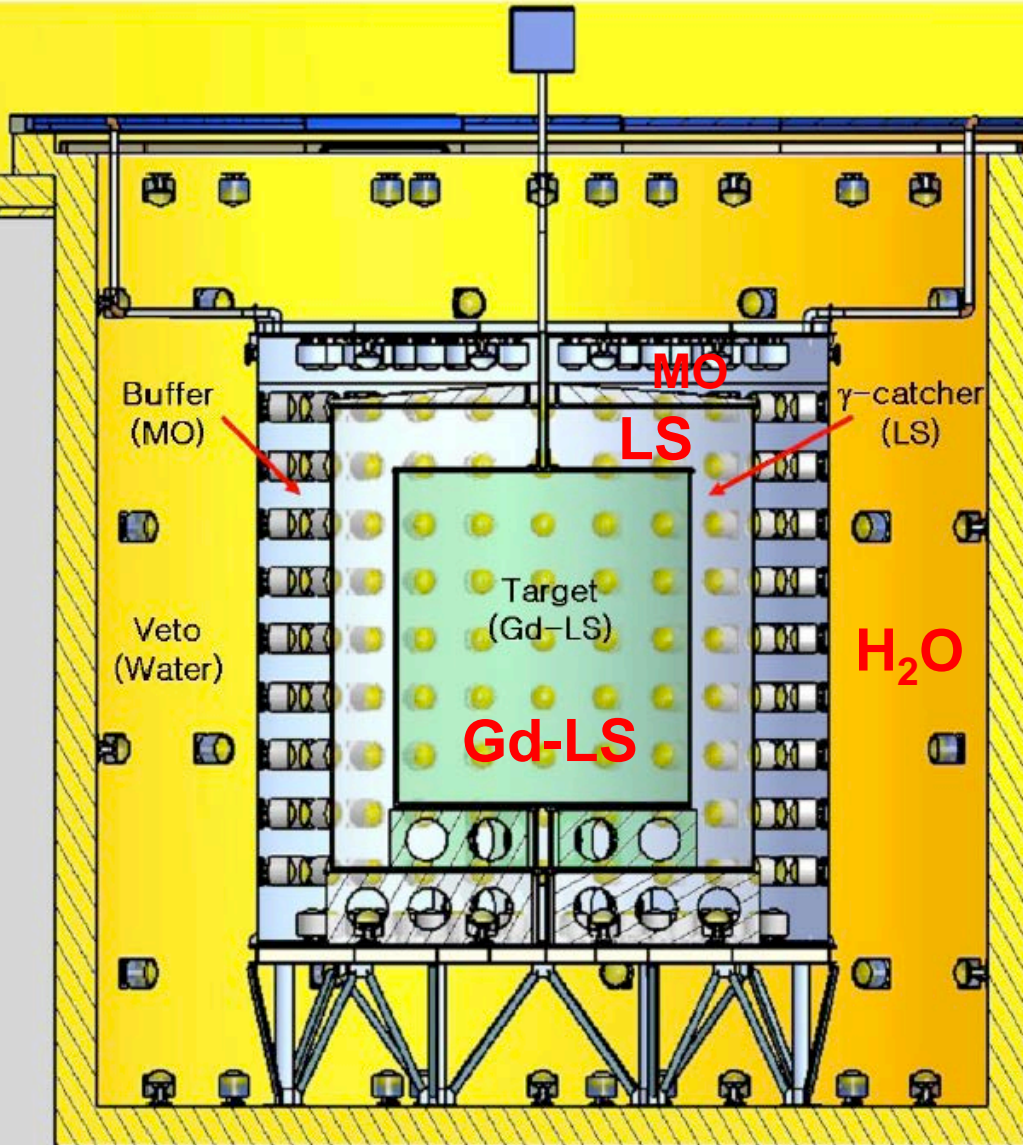 MO
Buffer
(MO)
γ-catcher
(LS)
LS
Target
(Gd-LS)
Veto
(Water)
H₂O
Gd-LS